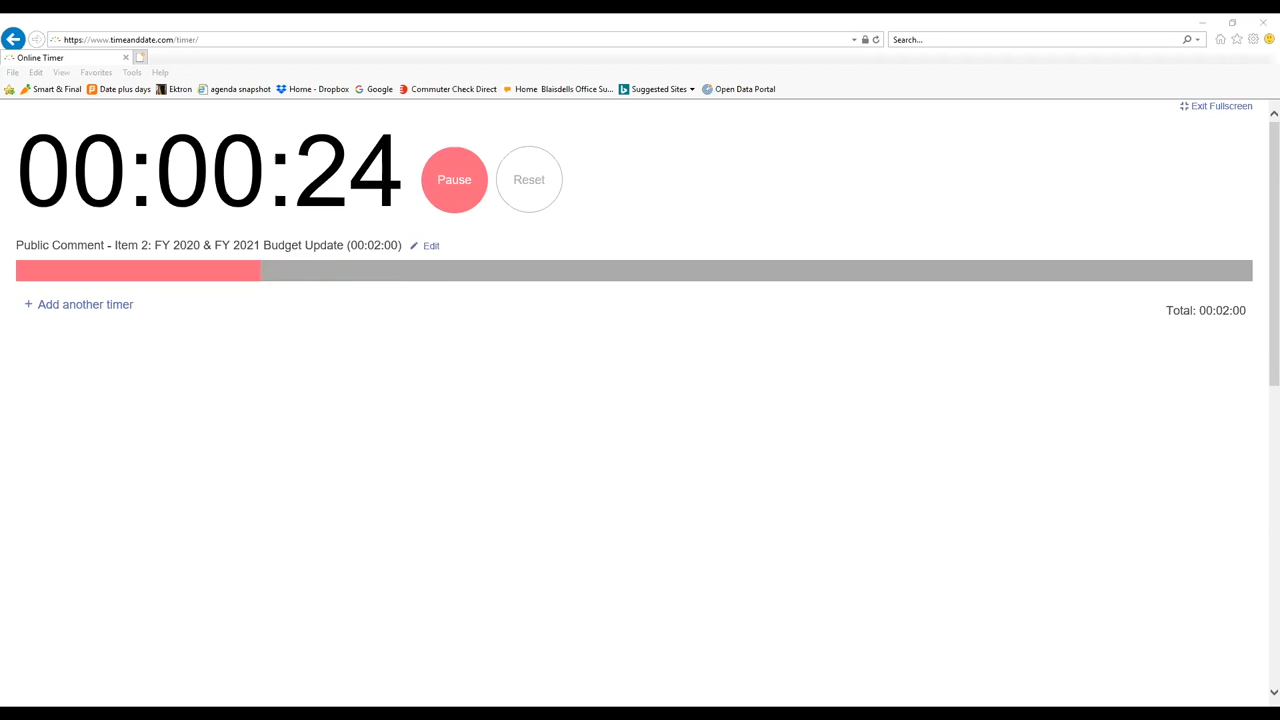 https://www.timeanddate.com/timer/
Search...
Online Timer
File Edit View Favorites Tools Help
Smart & Final Date plus days Ektron agenda snapshot Home - Dropbox Google Commuter Check Direct Home Blaisdells Office Su... Suggested Sites Open Data Portal
Exit Fullscreen
00:00:24 Pause Reset
Public Comment - Item 2: FY 2020 & FY 2021 Budget Update (00:02:00) Edit
+ Add another timer
Total: 00:02:00